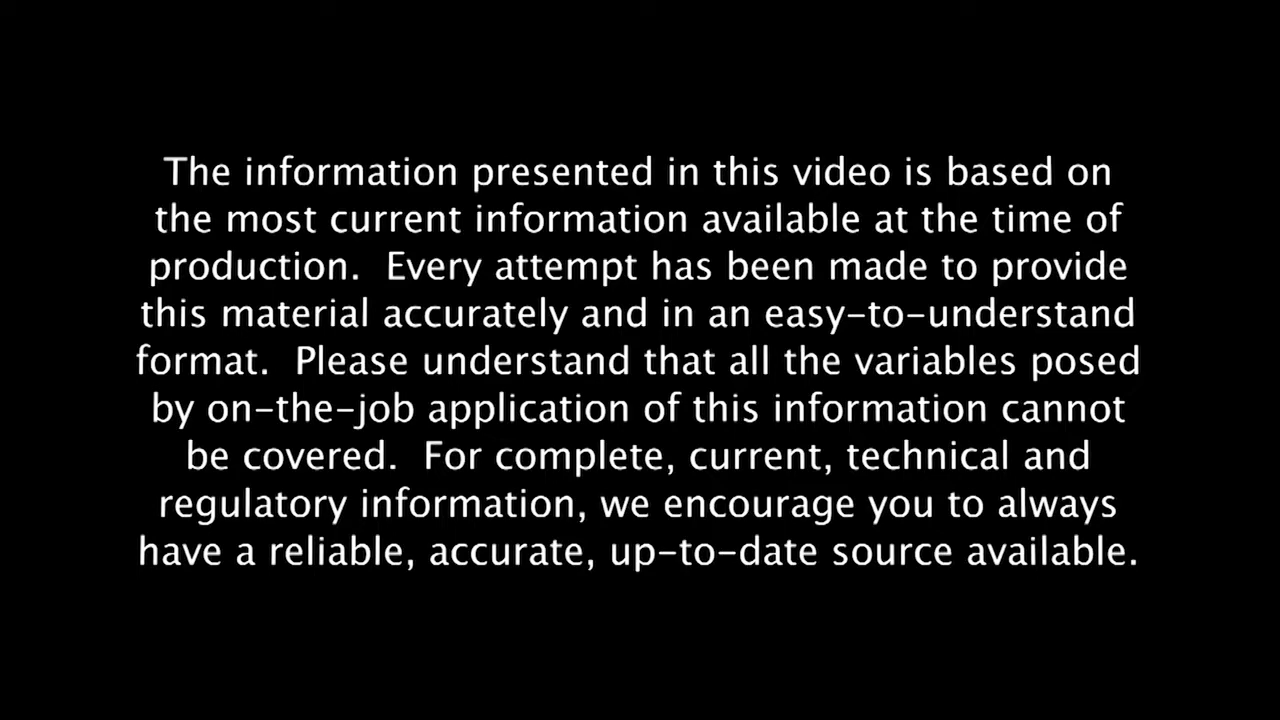 The information presented in this video is based on
the most current information available at the time of
production.  Every attempt has been made to provide
this material accurately and in an easy-to-understand
format.  Please understand that all the variables posed
by on-the-job application of this information cannot
be covered.  For complete, current, technical and
regulatory information, we encourage you to always
have a reliable, accurate, up-to-date source available.